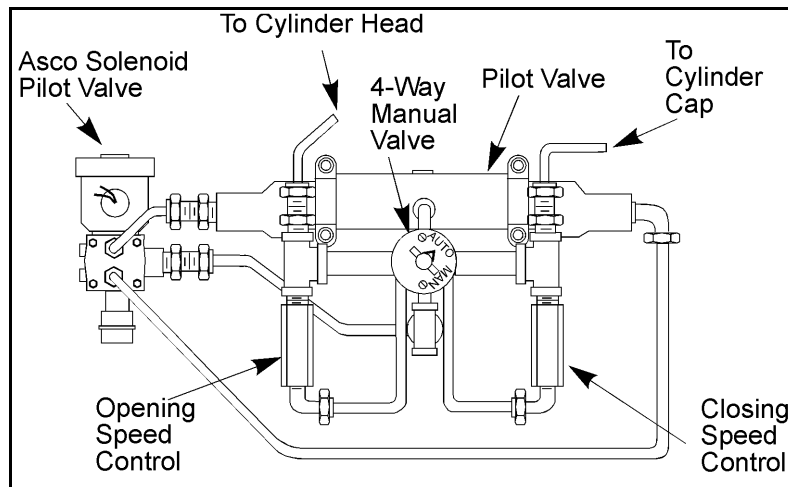 To Cylinder Head
Asco Solenoid
Pilot Valve
4-Way
Manual
Valve
Pilot Valve
To
Cylinder
Cap
AUTO
MAN
Opening
Speed
Control
Closing
Speed
Control